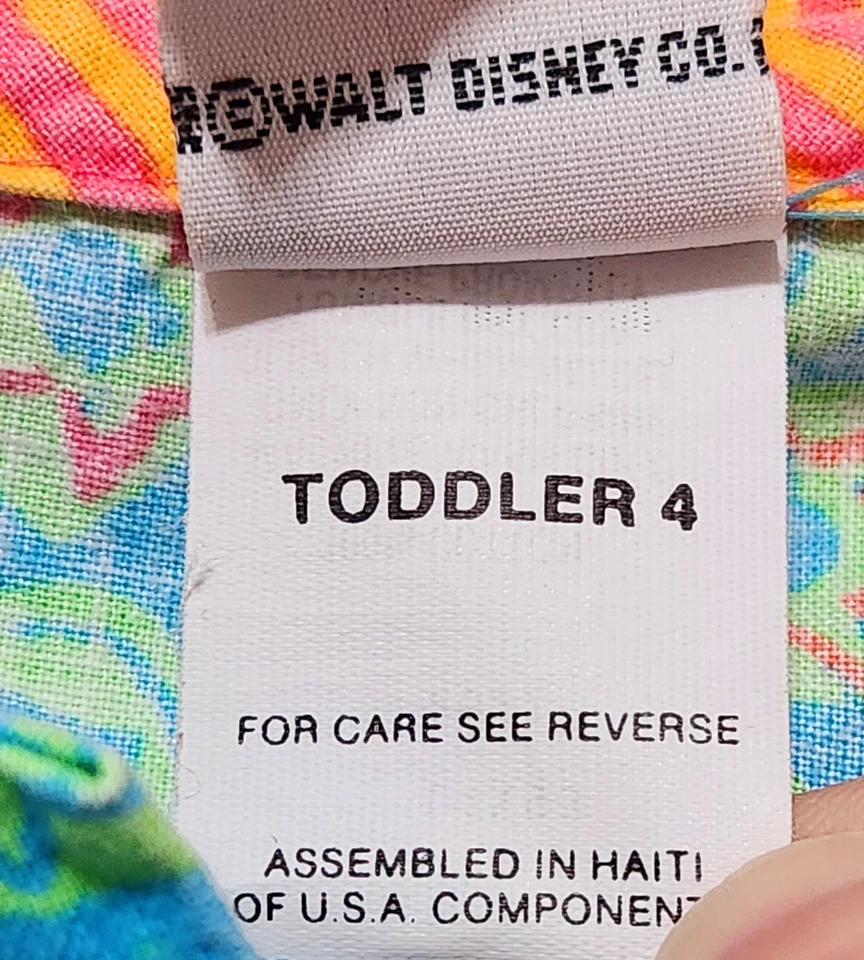 ©WALT DISNEY CO.
TODDLER 4
FOR CARE SEE REVERSE
ASSEMBLED IN HAITI
OF U.S.A. COMPONENT